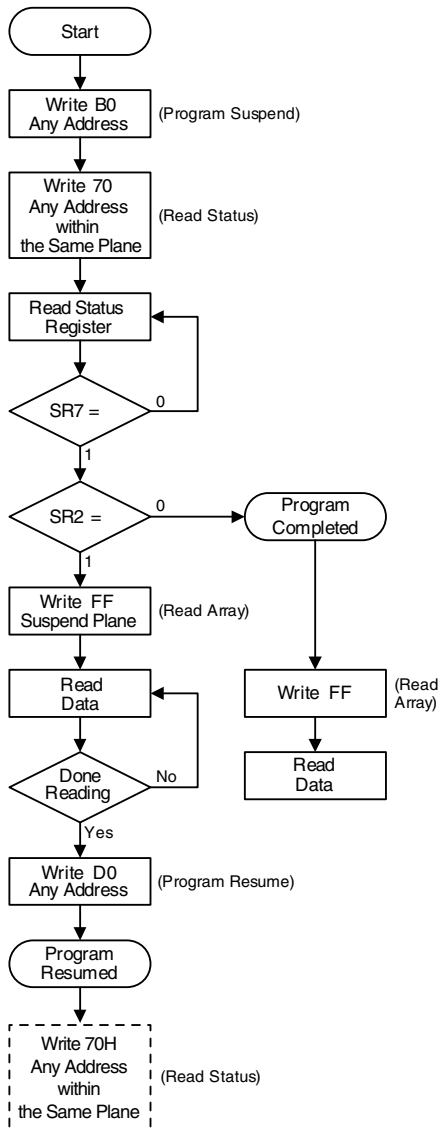 Start
Write B0
Any Address
(Program Suspend)
Write 70
Any Address
within
the Same Plane
(Read Status)
Read Status
Register
SR7 =
0
1
SR2 =
0
Program
Completed
1
Write FF
Suspend Plane
(Read Array)
Read
Data
Write FF
(Read
Array)
Done
Reading
No
Read
Data
Yes
Write D0
Any Address
(Program Resume)
Program
Resumed
Write 70H
Any Address
within
the Same Plane
(Read Status)